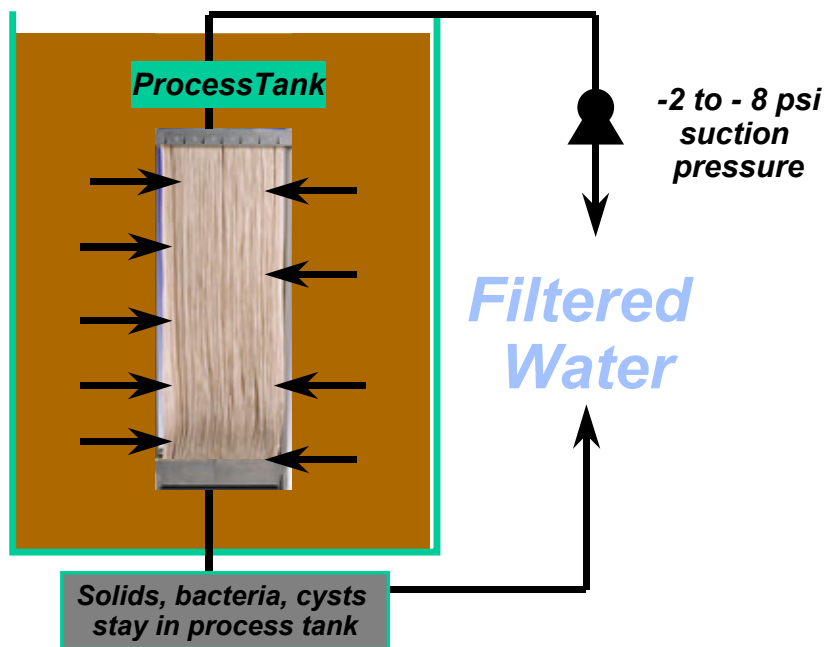 ProcessTank
-2 to - 8 psi
suction
pressure
Filtered
Water
Solids, bacteria, cysts
stay in process tank